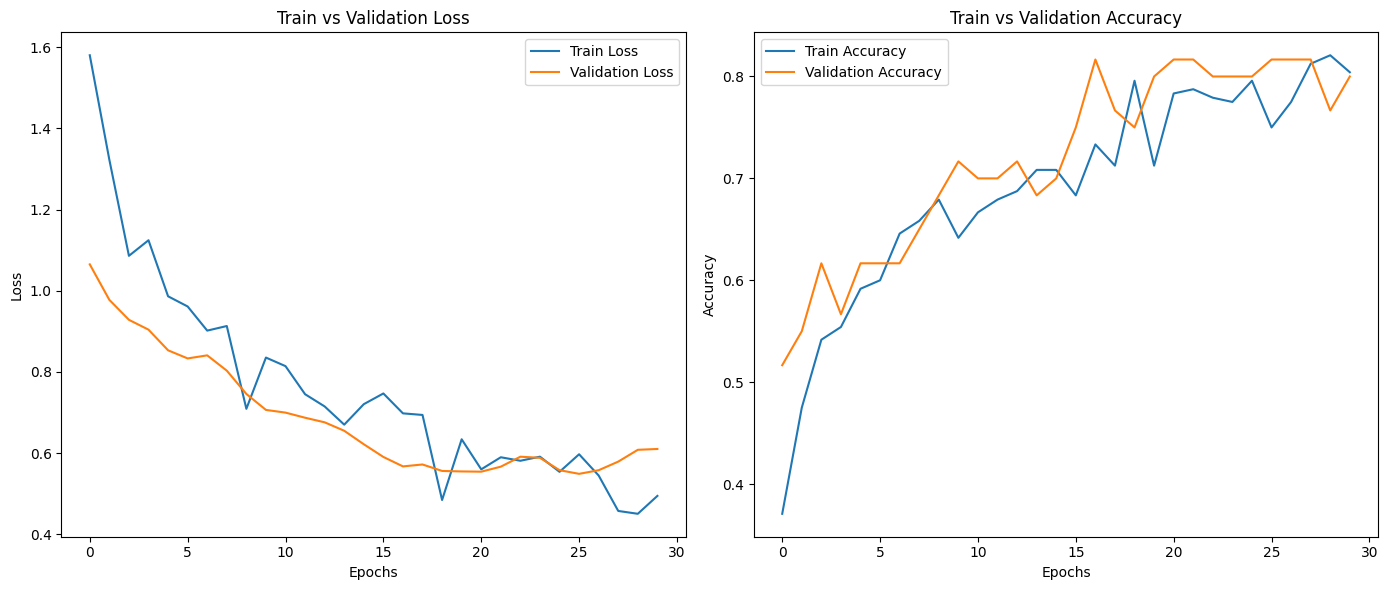 Train vs Validation Loss
Train Loss
Validation Loss
1.6
1.4
1.2
1.0
0.8
0.6
0.4
Loss
0
5
10
15
20
25
30
Epochs
Train vs Validation Accuracy
Train Accuracy
Validation Accuracy
0.8
0.7
0.6
0.5
0.4
Accuracy
0
5
10
15
20
25
30
Epochs